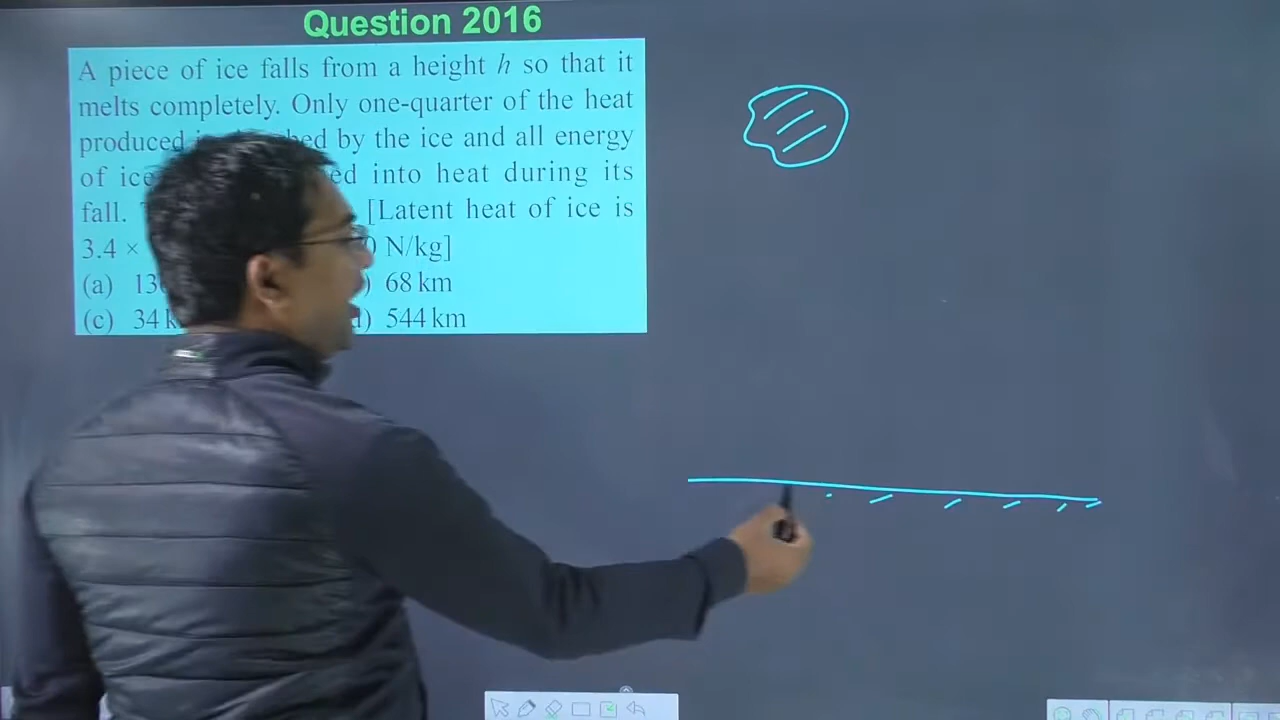 Question 2016
A piece of ice falls from a height h so that it
melts completely. Only one-quarter of the heat
produced by the ice and all energy
of ice into heat during its
fall. [Latent heat of ice is
3.4 × N/kg]
(a) 68 km
(c) 34 544 km